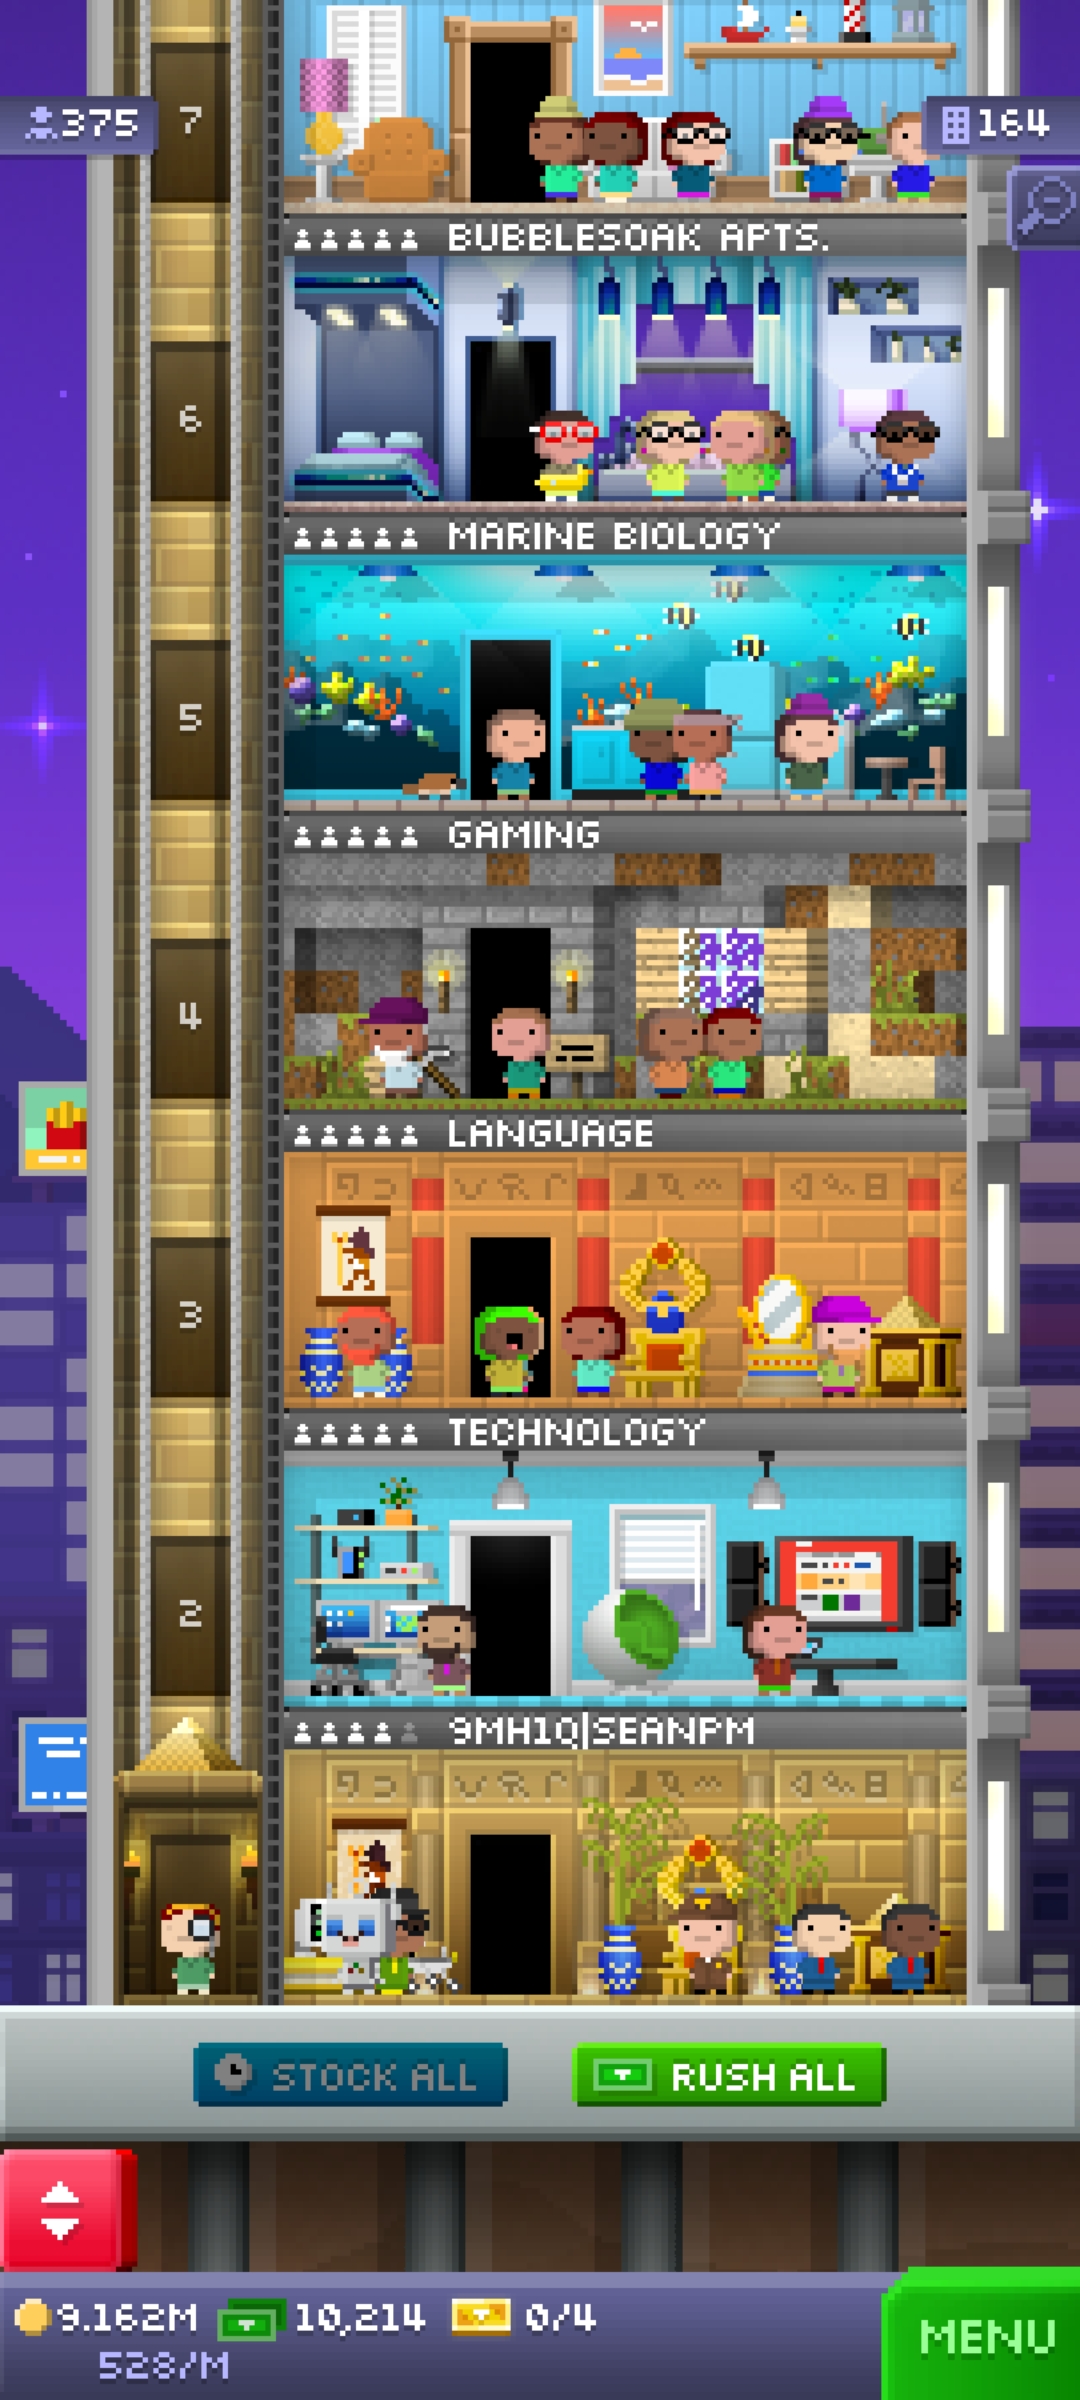 7
375
164
BUBBLESOAK APTS.
6
MARINE BIOLOGY
5
GAMING
4
LANGUAGE
3
TECHNOLOGY
2
9MH1Q|SEANPM
STOCK ALL
RUSH ALL
9.162M
10,214
0/4
MENU
528/M